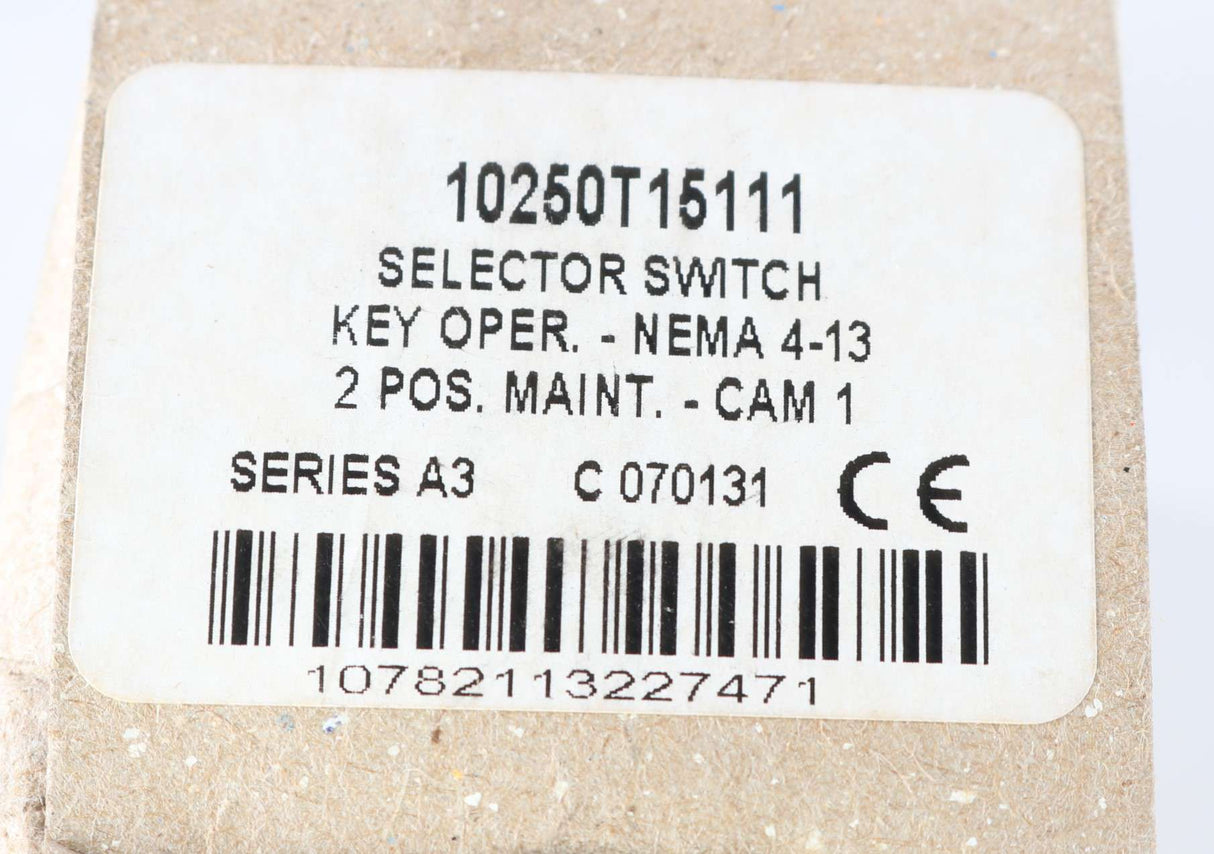 10250T15111
SELECTOR SWITCH
KEY OPER. - NEMA 4-13
2 POS. MAINT. - CAM 1
SERIES A3 C 070131 CE
10782113227471